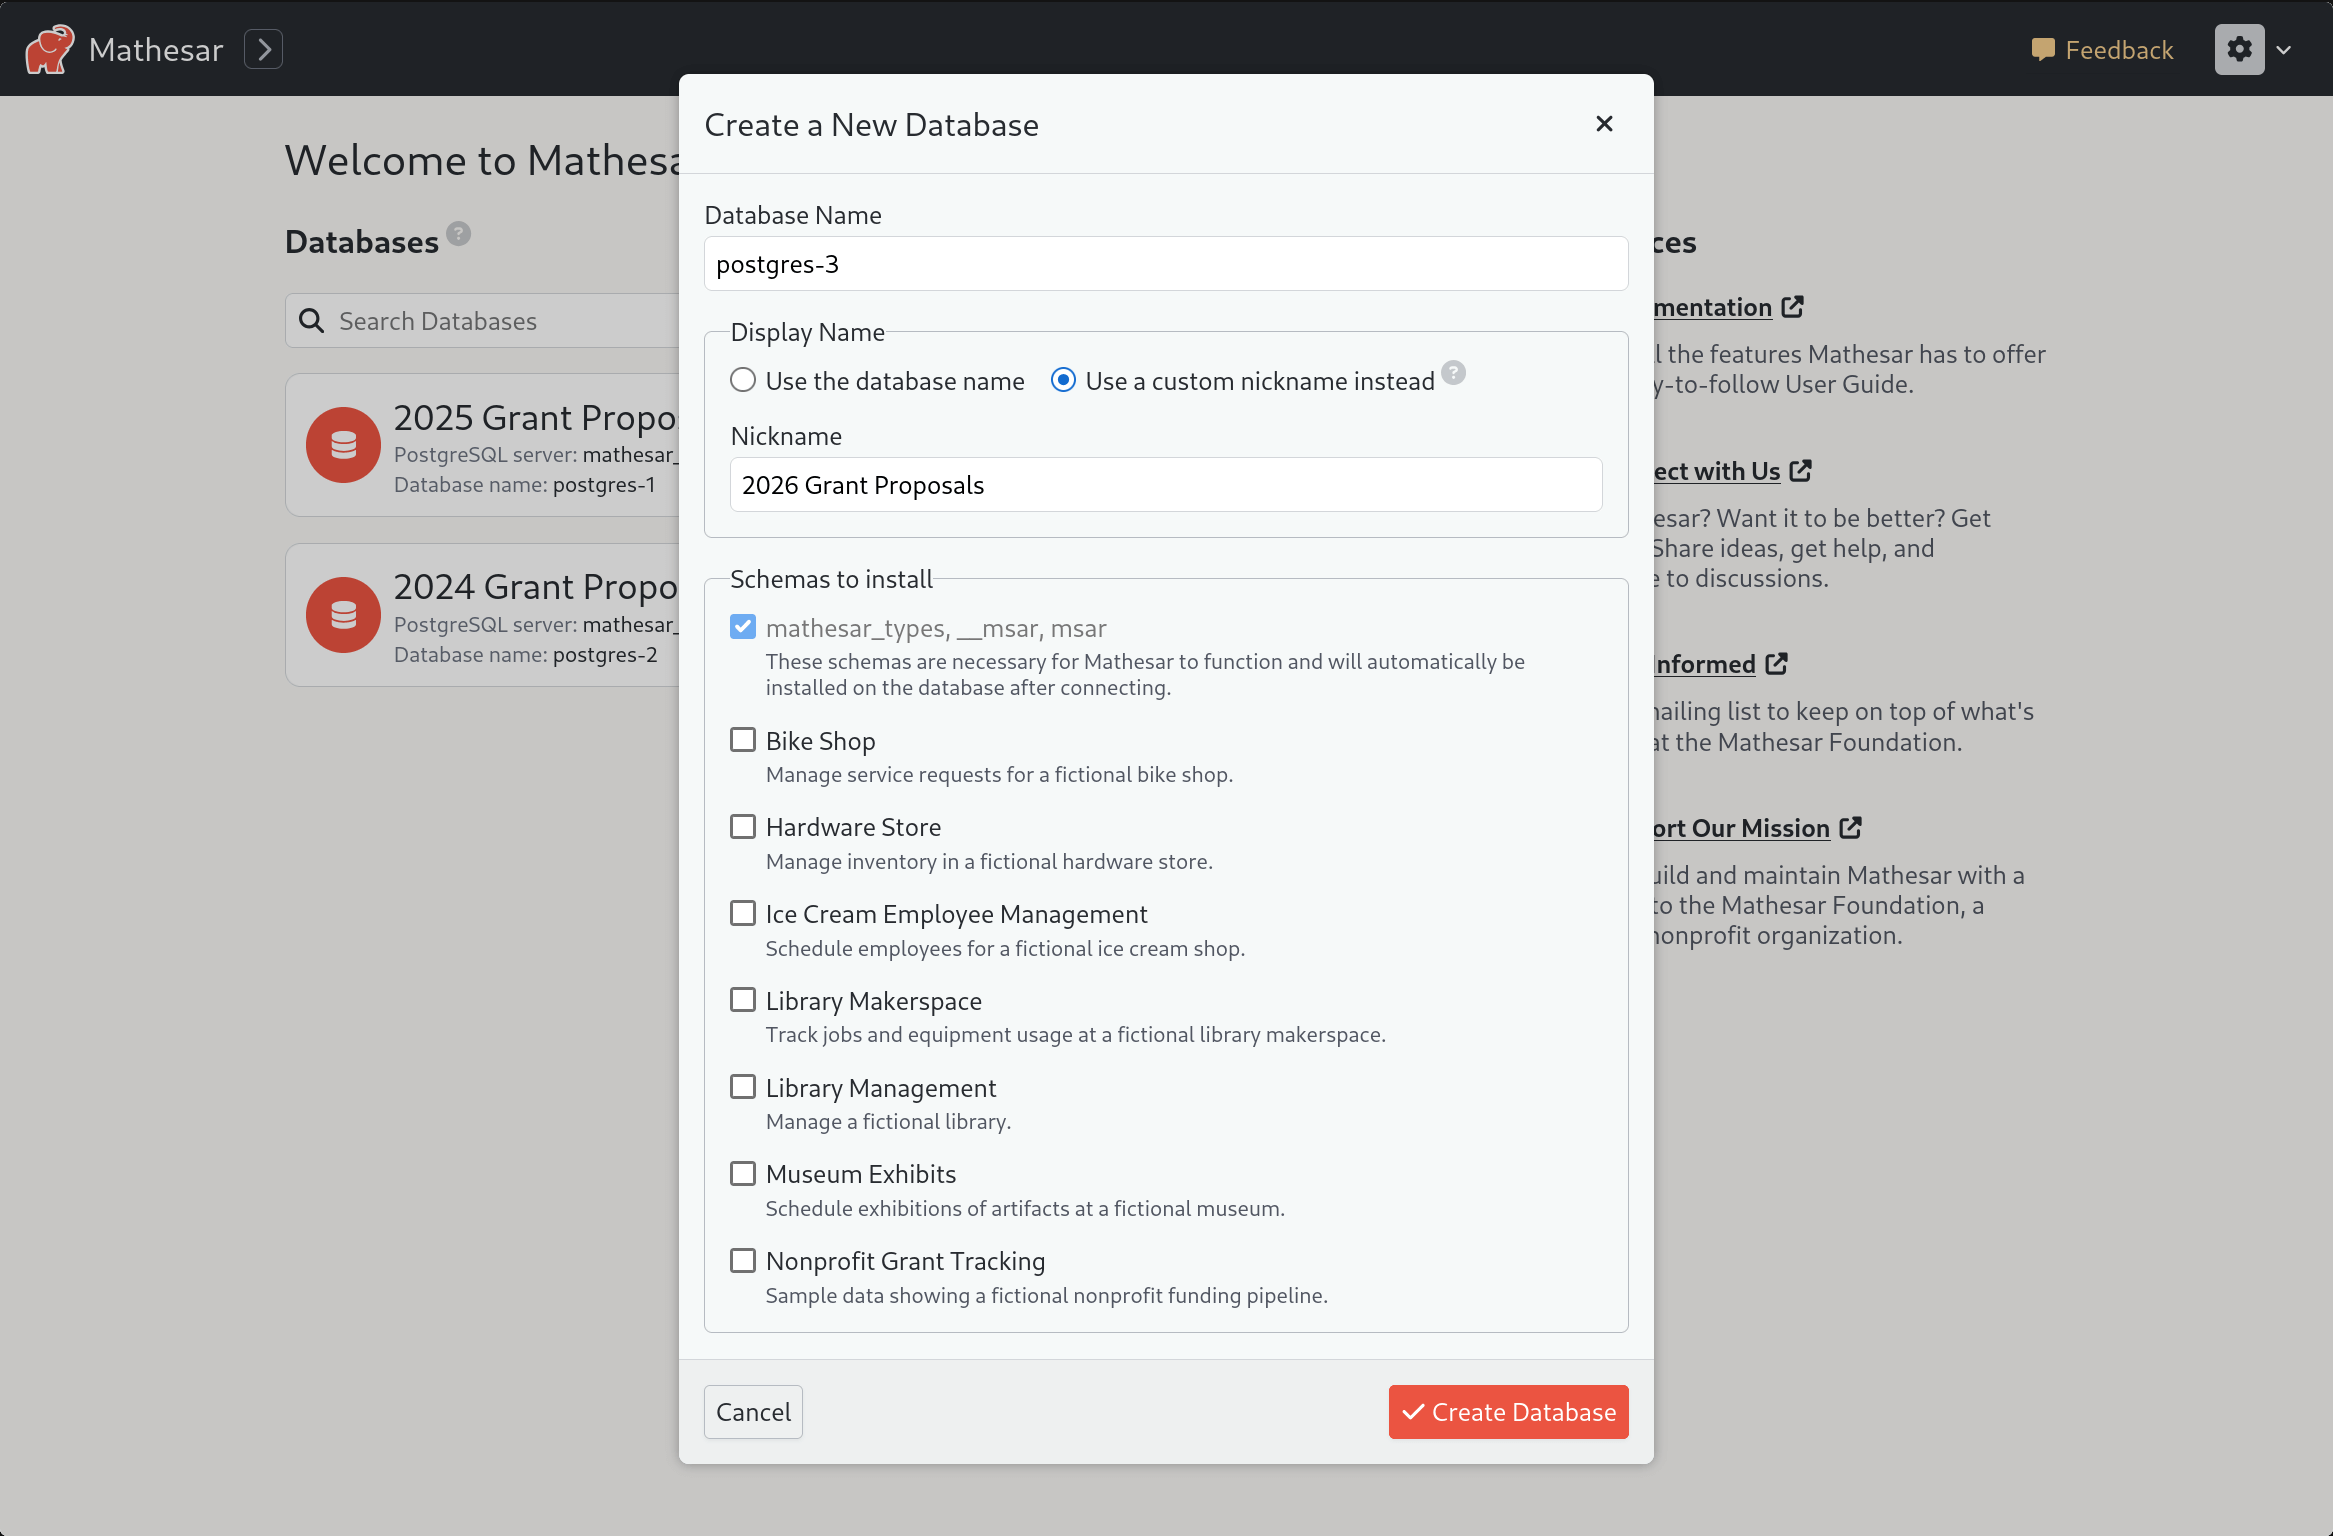 Mathesar
Feedback
Create a New Database
Welcome to Mathesa
Databases
?
Search Databases
2025 Grant Propo
PostgreSQL server: mathesar_
Database name: postgres-1
2024 Grant Propo
PostgreSQL server: mathesar_
Database name: postgres-2
Database Name
postgres-3
Display Name
Use the database name
Use a custom nickname instead
?
Nickname
2026 Grant Proposals
Schemas to install
mathesar_types, __msar, msar
These schemas are necessary for Mathesar to function and will automatically be
installed on the database after connecting.
Bike Shop
Manage service requests for a fictional bike shop.
Hardware Store
Manage inventory in a fictional hardware store.
Ice Cream Employee Management
Schedule employees for a fictional ice cream shop.
Library Makerspace
Track jobs and equipment usage at a fictional library makerspace.
Library Management
Manage a fictional library.
Museum Exhibits
Schedule exhibitions of artifacts at a fictional museum.
Nonprofit Grant Tracking
Sample data showing a fictional nonprofit funding pipeline.
Cancel
Create Database
ces
mentation
l the features Mathesar has to offer
y-to-follow User Guide.
ect with Us
esar? Want it to be better? Get
Share ideas, get help, and
e to discussions.
nformed
ailing list to keep on top of what's
at the Mathesar Foundation.
ort Our Mission
uild and maintain Mathesar with a
to the Mathesar Foundation, a
nonprofit organization.